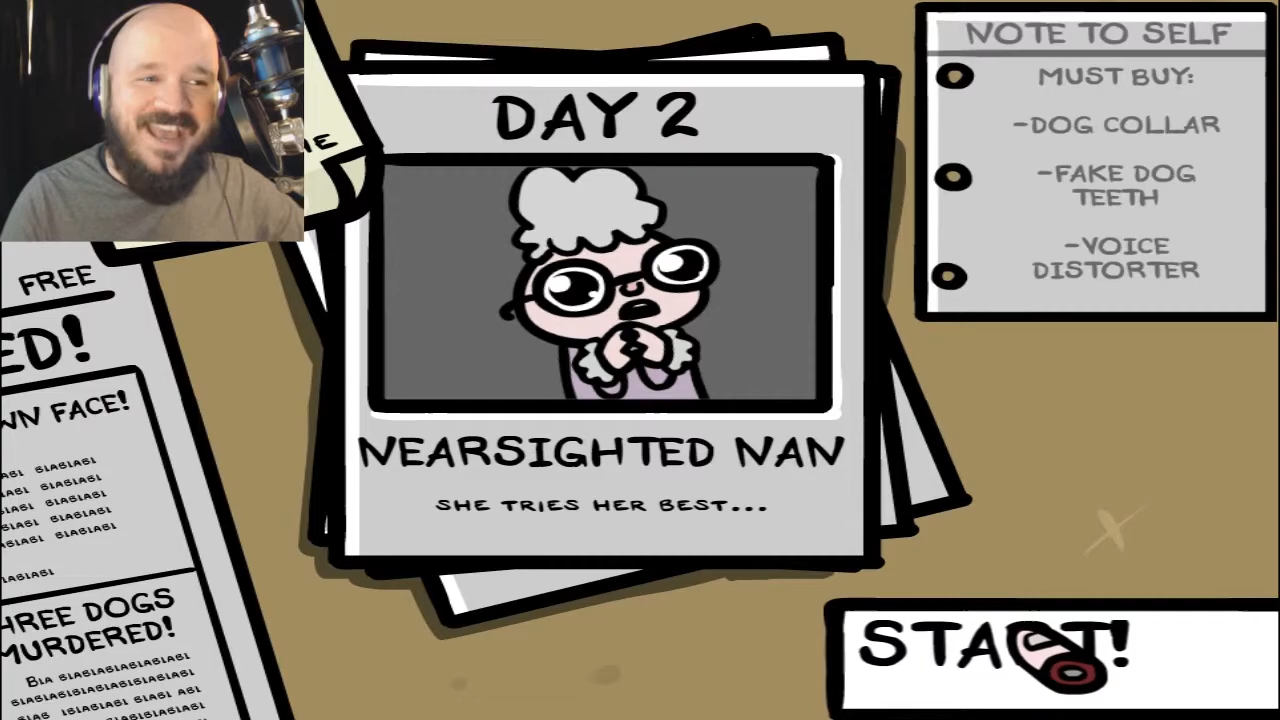 DAY 2
NEARSIGHTED NAN
SHE TRIES HER BEST...
NOTE TO SELF
MUST BUY:
-DOG COLLAR
-FAKE DOG
TEETH
-VOICE
DISTORTER
FREE
ED!
WN FACE!
HREE DOGS
MURDERED!
START!